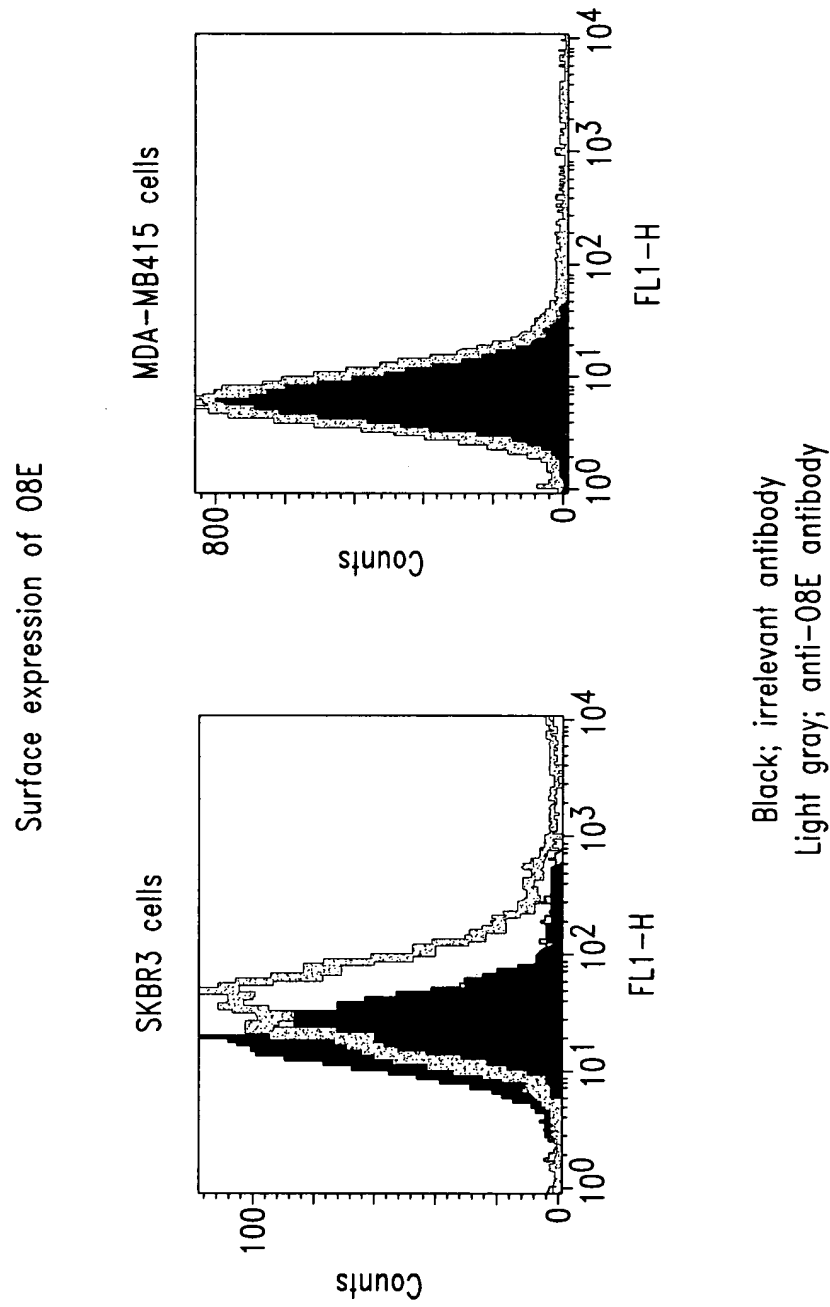 Surface expression of O8E
SKBR3 cells
Counts
100
0
10^0
10^1
10^2
10^3
10^4
FL1-H
MDA-MB415 cells
Counts
800
0
10^0
10^1
10^2
10^3
10^4
FL1-H
Black; irrelevant antibody
Light gray; anti-O8E antibody